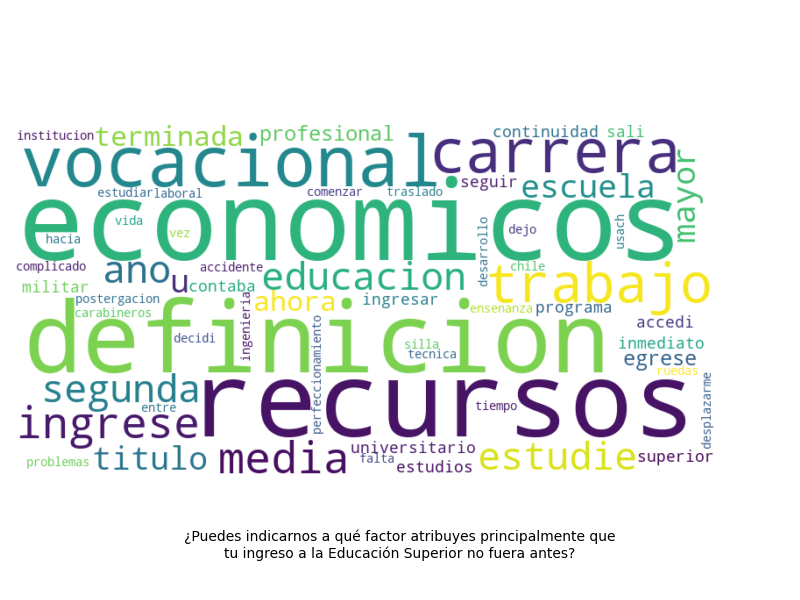 institucion terminada profesional continuidad sali
vocacional carrera mayor
estudiar laboral comenzar traslado seguir escuela
economicos
vida vez hacia desarrollo dejo usach
complicado ano u accidente educacion chile trabajo
militar contaba
postergacion ahora ingresar ensenanza programa
carabineros accedi
definicion
decidi ingenieria perfeccionamiento silla tecnica inmediato egrese
segunda recursos ruedas
entre tiempo desplazarme
ingrese
titulo media universitario estudie
problemas falta estudios superior
¿Puedes indicarnos a qué factor atribuyes principalmente que
tu ingreso a la Educación Superior no fuera antes?